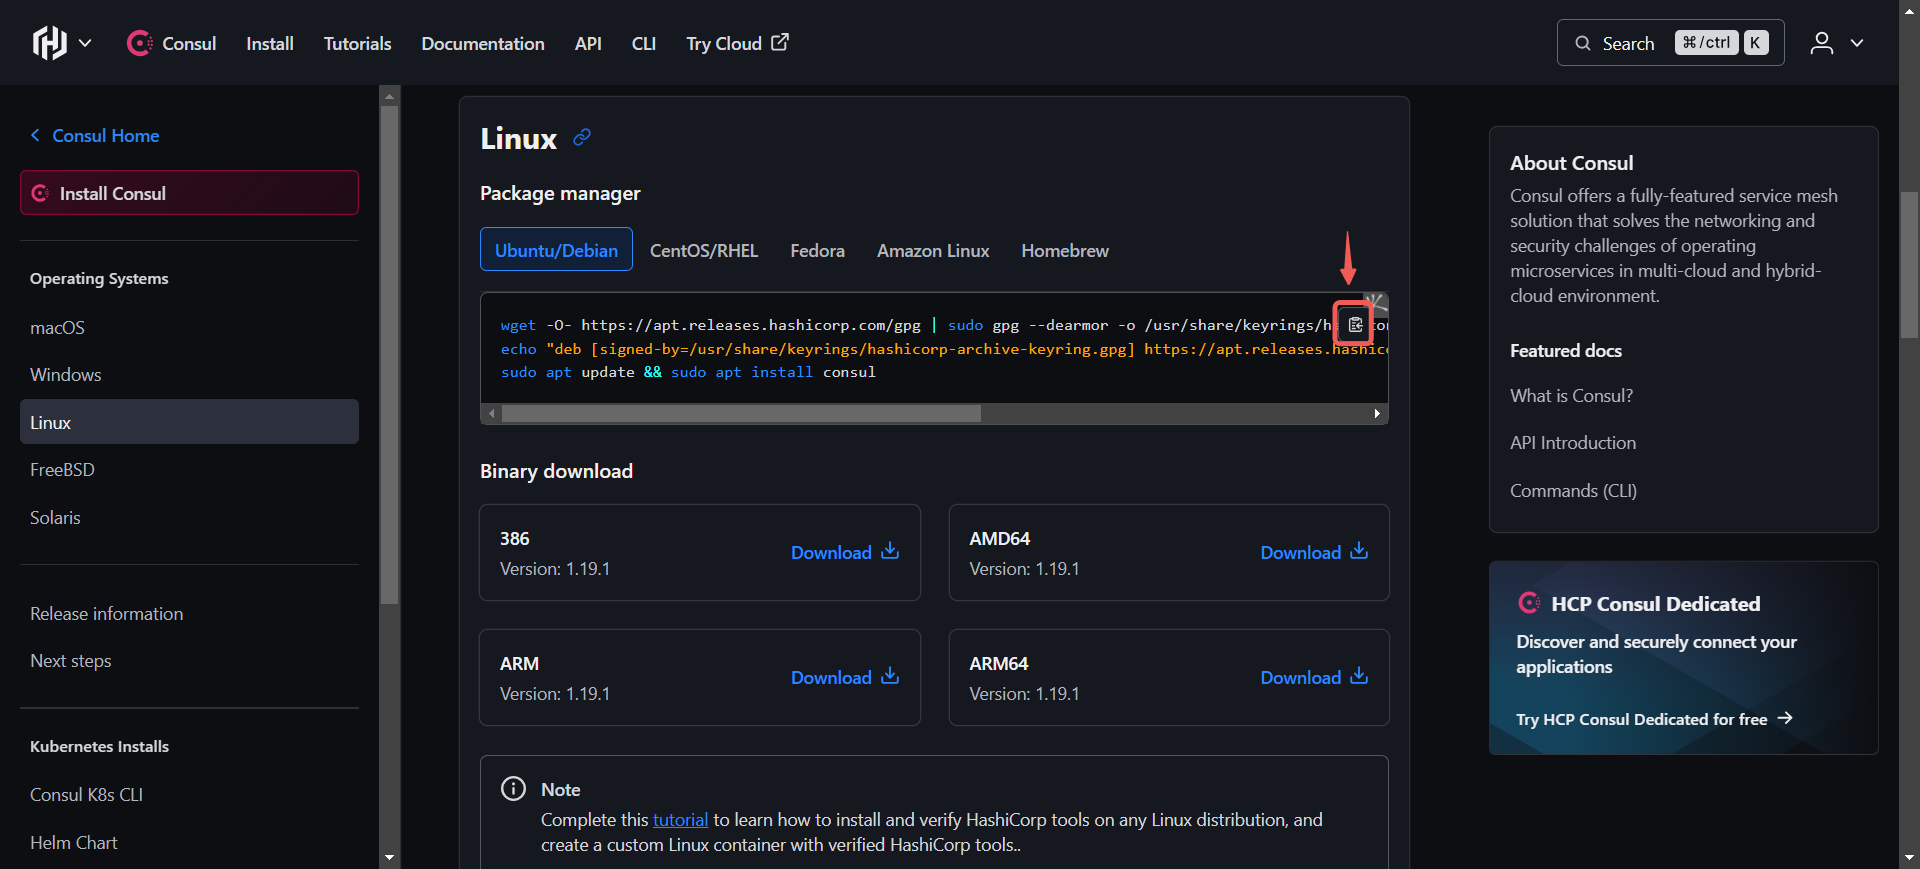 Consul
Install
Tutorials
Documentation
API
CLI
Try Cloud
Search
⌘/ctrl
K
Consul Home
Install Consul
Operating Systems
macOS
Windows
Linux
FreeBSD
Solaris
Release information
Next steps
Kubernetes Installs
Consul K8s CLI
Helm Chart
Linux
Package manager
Ubuntu/Debian
CentOS/RHEL
Fedora
Amazon Linux
Homebrew
wget -O- https://apt.releases.hashicorp.com/gpg | sudo gpg --dearmor -o /usr/share/keyrings/
echo "deb [signed-by=/usr/share/keyrings/hashicorp-archive-keyring.gpg] https://apt.releases.hashic
sudo apt update && sudo apt install consul
Binary download
386
Version: 1.19.1
Download
AMD64
Version: 1.19.1
Download
ARM
Version: 1.19.1
Download
ARM64
Version: 1.19.1
Download
Note
Complete this tutorial to learn how to install and verify HashiCorp tools on any Linux distribution, and
create a custom Linux container with verified HashiCorp tools..
About Consul
Consul offers a fully-featured service mesh
solution that solves the networking and
security challenges of operating
microservices in multi-cloud and hybrid-
cloud environment.
Featured docs
What is Consul?
API Introduction
Commands (CLI)
HCP Consul Dedicated
Discover and securely connect your
applications
Try HCP Consul Dedicated for free